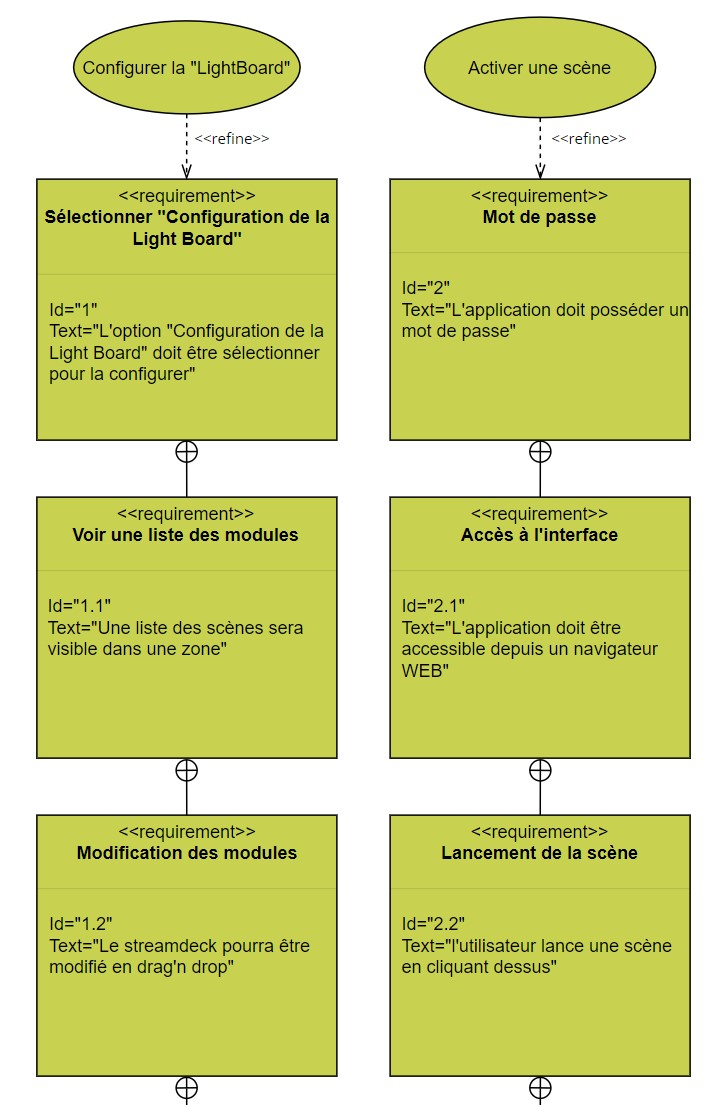 Configurer la "LightBoard"
<<refine>>
<<requirement>>
Sélectionner "Configuration de la
Light Board"
Id="1"
Text="L'option "Configuration de la
Light Board" doit être sélectionner
pour la configurer"
<<requirement>>
Voir une liste des modules
Id="1.1"
Text="Une liste des scènes sera
visible dans une zone"
<<requirement>>
Modification des modules
Id="1.2"
Text="Le streamdeck pourra être
modifié en drag'n drop"
Activer une scène
<<refine>>
<<requirement>>
Mot de passe
Id="2"
Text="L'application doit posséder un
mot de passe"
<<requirement>>
Accès à l'interface
Id="2.1"
Text="L'application doit être
accessible depuis un navigateur
WEB"
<<requirement>>
Lancement de la scène
Id="2.2"
Text="l'utilisateur lance une scène
en cliquant dessus"